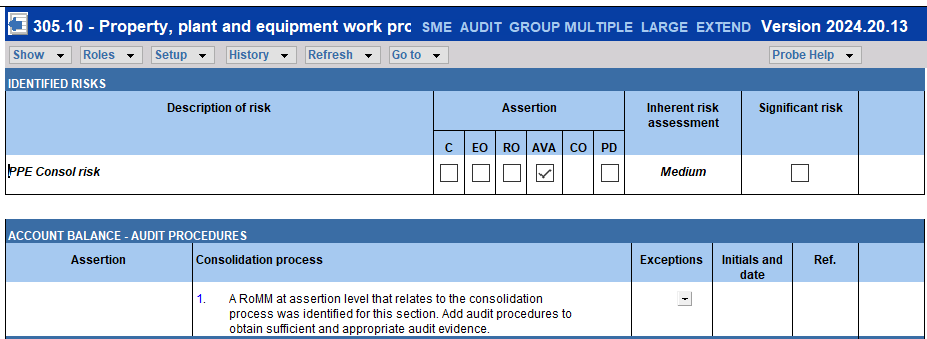 305.10 - Property, plant and equipment work pro SME AUDIT GROUP MULTIPLE LARGE EXTEND Version 2024.20.13
Show Roles Setup History Refresh Go to Probe Help
IDENTIFIED RISKS
Description of risk Assertion Inherent risk assessment Significant risk
C EO RO AVA CO PD
PPE Consol risk Medium
ACCOUNT BALANCE - AUDIT PROCEDURES
Assertion Consolidation process Exceptions Initials and date Ref.
1. A RoMM at assertion level that relates to the consolidation
process was identified for this section. Add audit procedures to
obtain sufficient and appropriate audit evidence.